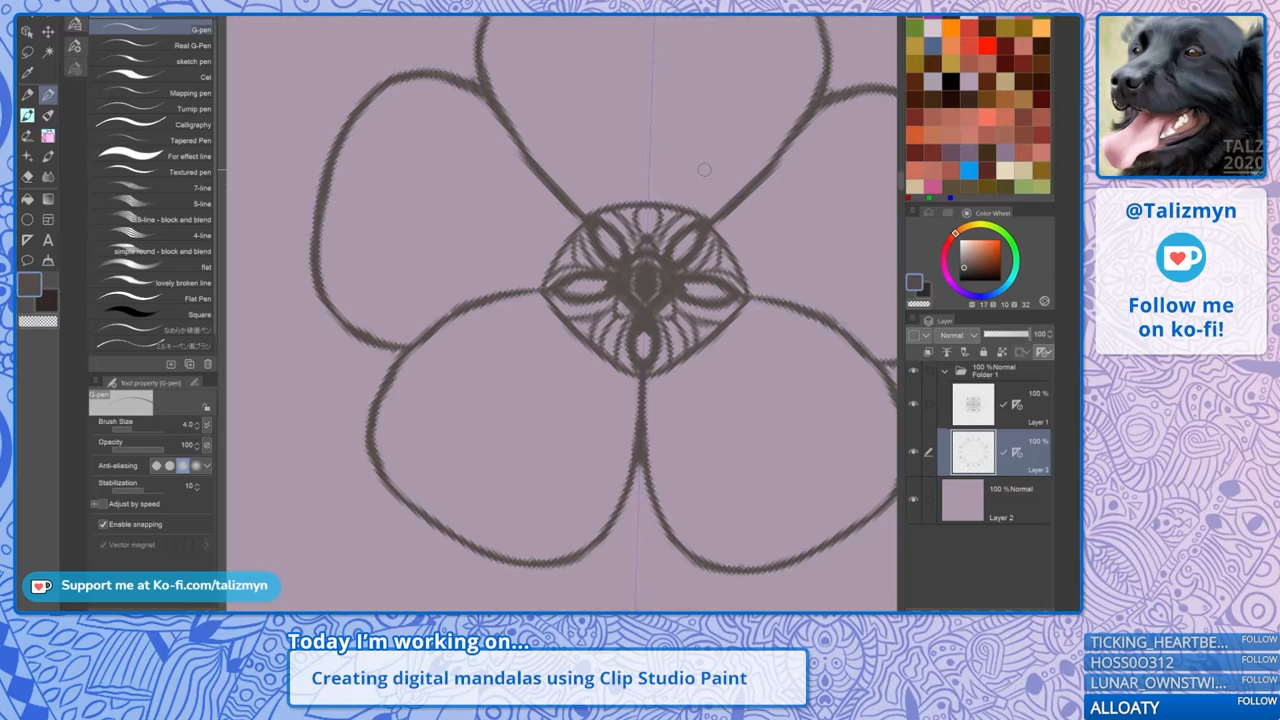 G-pen
Real G-Pen
sketch pen
Cel
Mapping pen
Turnip pen
Calligraphy
Tapered Pen
For effect line
Textured pen
7-line
5-line
5-line - block and blend
4-line
simple round - block and blend
flat
lovely broken line
Flat Pen
Square
Tool property [G-pen]
G-pen
Brush Size 4.0
Opacity 100
Anti-aliasing
Stabilization 10
Adjust by speed
Enable snapping
Vector magnet
Support me at Ko-fi.com/talizmyn
Color Wheel
17 10 32
Layer
Normal 100
100 %Normal
Folder 1
100 %
Layer 1
100 %
Layer 3
100 %Normal
Layer 2
TALZ
2020
@Talizmyn
Follow me
on ko-fi!
Today I'm working on...
Creating digital mandalas using Clip Studio Paint
TICKING_HEARTBE... FOLLOW
HOSS0O312 FOLLOW
LUNAR_OWNSTWI... FOLLOW
ALLOATY FOLLOW